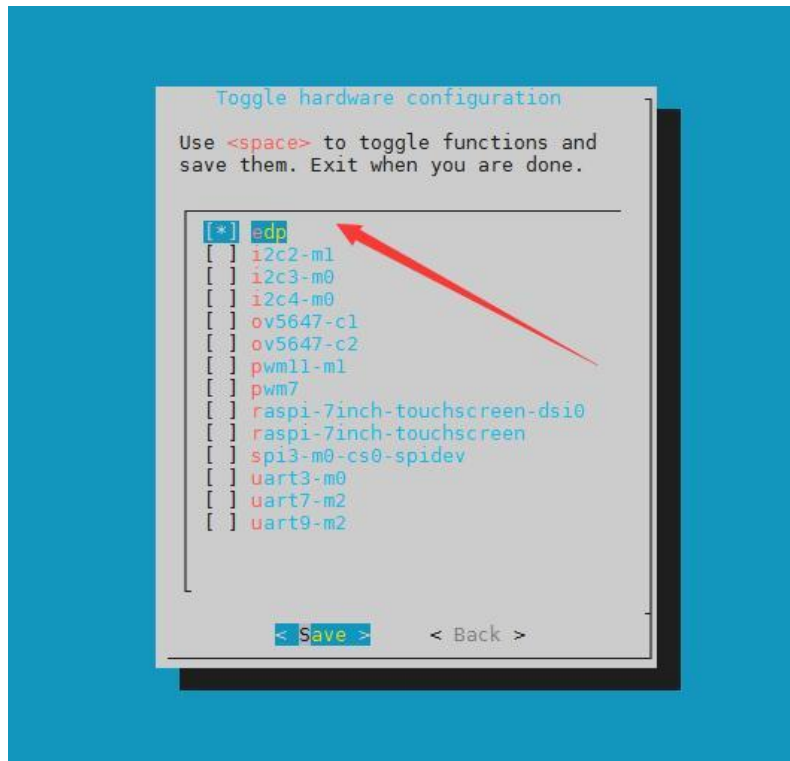 Toggle hardware configuration
Use <space> to toggle functions and
save them. Exit when you are done.
[*] edp
[ ] i2c2-m1
[ ] i2c3-m0
[ ] i2c4-m0
[ ] ov5647-c1
[ ] ov5647-c2
[ ] pwm11-m1
[ ] pwm7
[ ] raspi-7inch-touchscreen-dsi0
[ ] raspi-7inch-touchscreen
[ ] spi3-m0-cs0-spidev
[ ] uart3-m0
[ ] uart7-m2
[ ] uart9-m2
< Save > < Back >